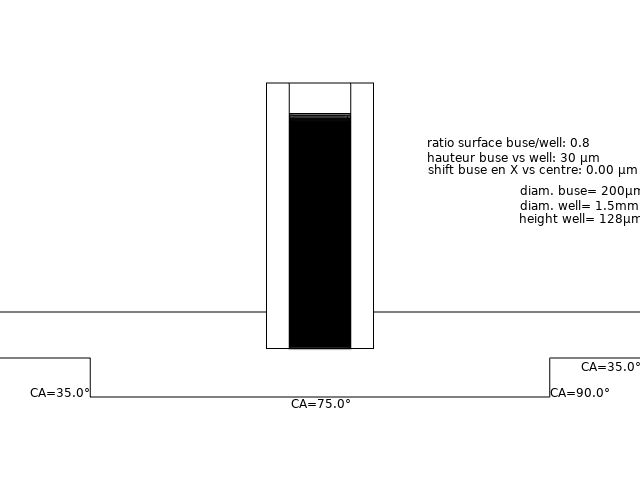 ratio surface buse/well: 0.8
hauteur buse vs well: 30 µm
shift buse en X vs centre: 0.00 µm
diam. buse= 200µm
diam. well= 1.5mm
height well= 128µm
CA=35.0°
CA=35.0°
CA=90.0°
CA=75.0°